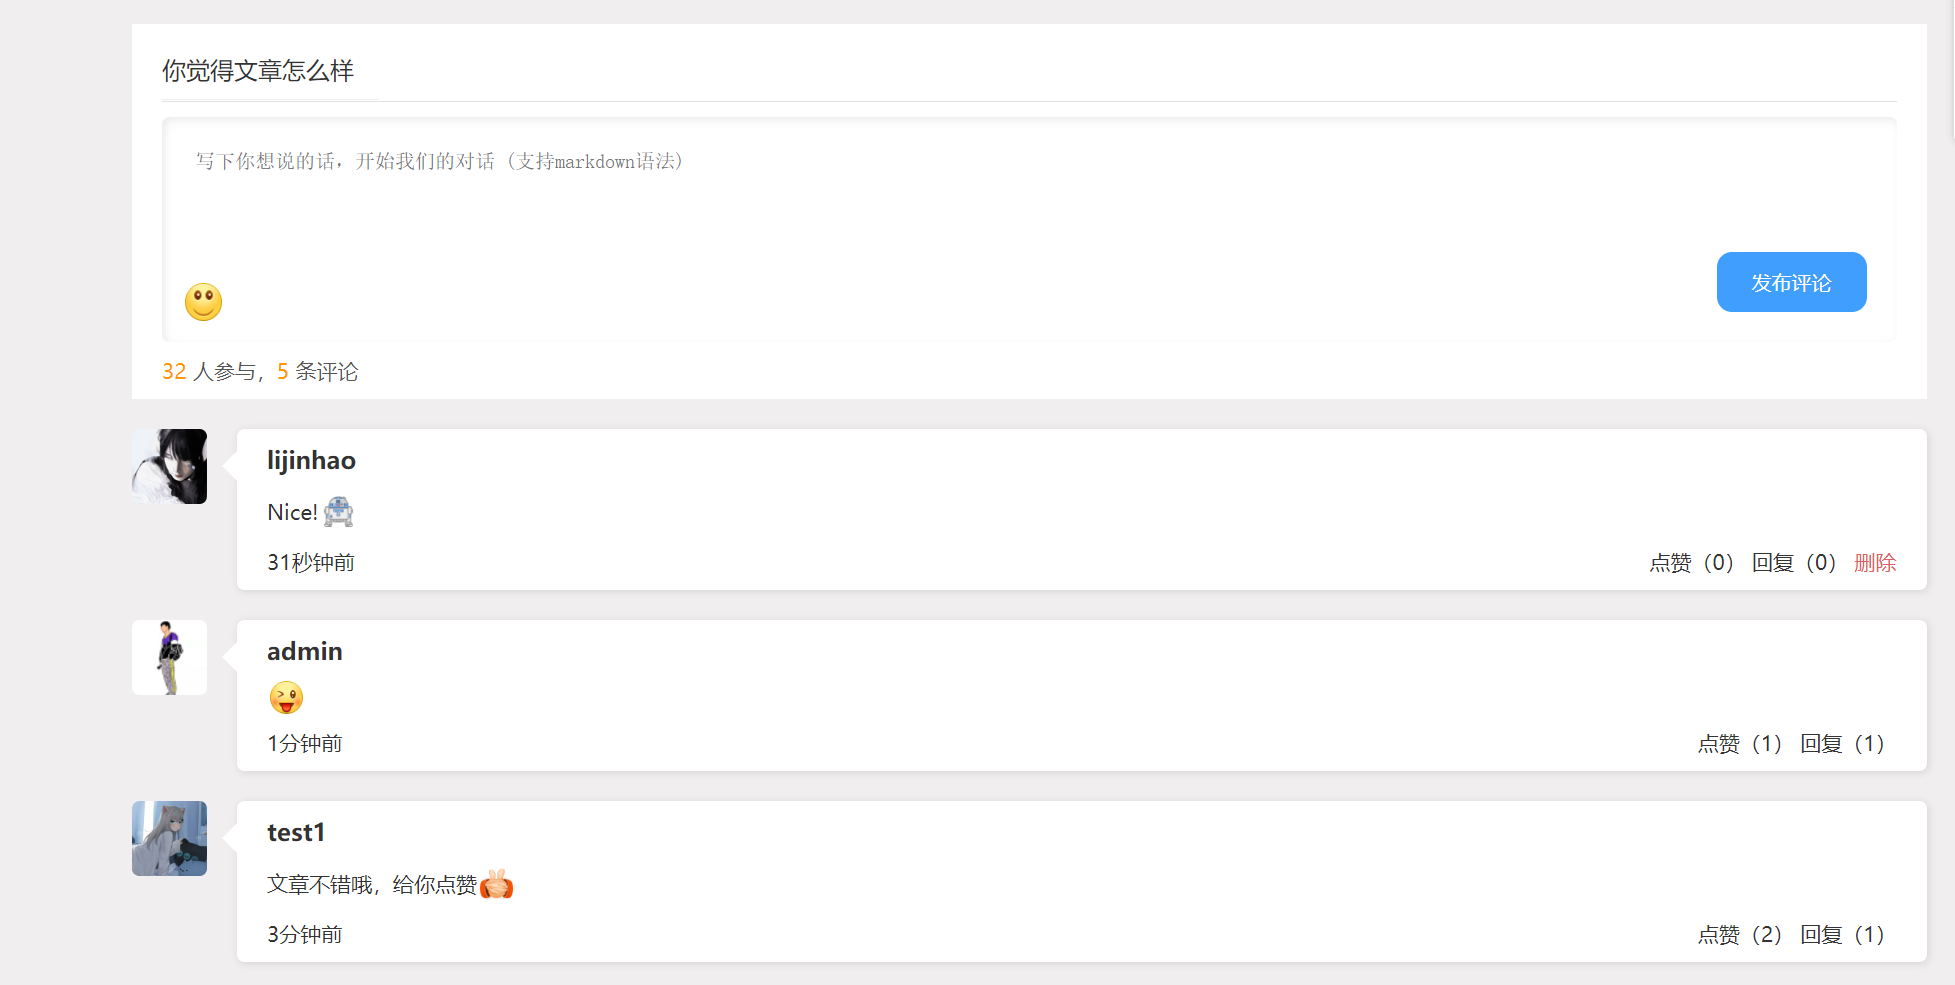 你觉得文章怎么样
写下你想说的话，开始我们的对话（支持markdown语法）
发布评论
32 人参与，5 条评论
lijinhao
Nice!
31秒钟前 点赞（0） 回复（0） 删除
admin
1分钟前 点赞（1） 回复（1）
test1
文章不错哦，给你点赞
3分钟前 点赞（2） 回复（1）